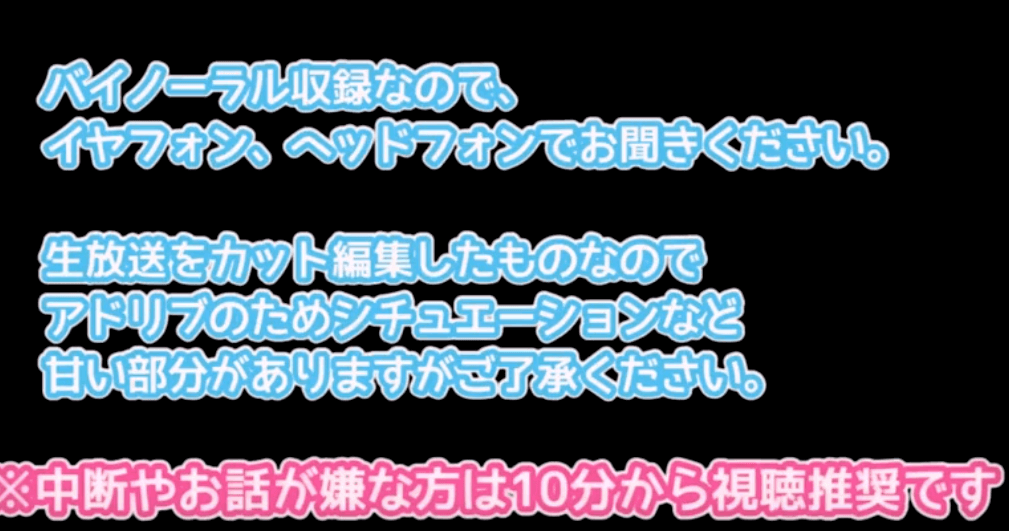 バイノーラル収録なので、
イヤフォン、ヘッドフォンでお聞きください。
生放送をカット編集したものなので
アドリブのためシチュエーションなど
甘い部分がありますがご了承ください。
※中断やお話が嫌な方は10分から視聴推奨です